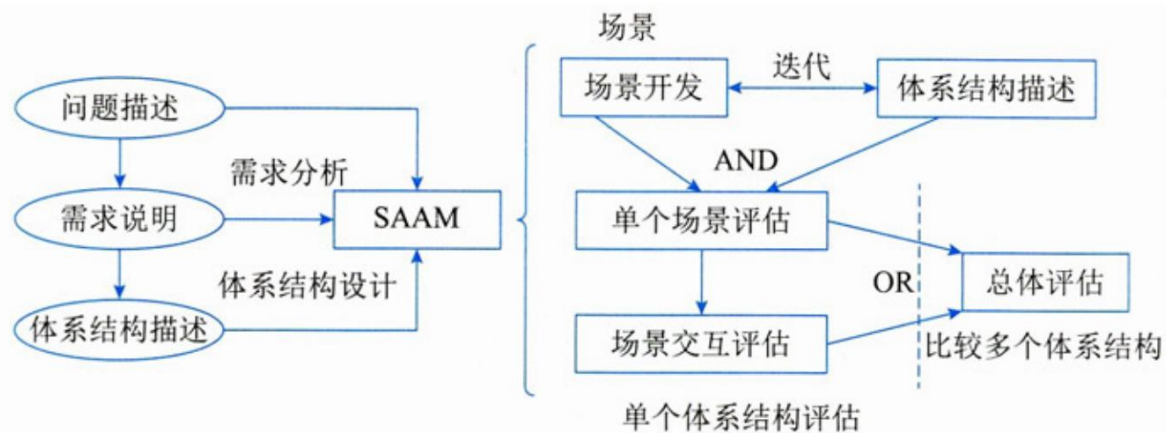 场景
问题描述
场景开发
迭代
体系结构描述
需求分析
AND
需求说明
SAAM
单个场景评估
体系结构设计
OR
总体评估
体系结构描述
场景交互评估
比较多个体系结构
单个体系结构评估